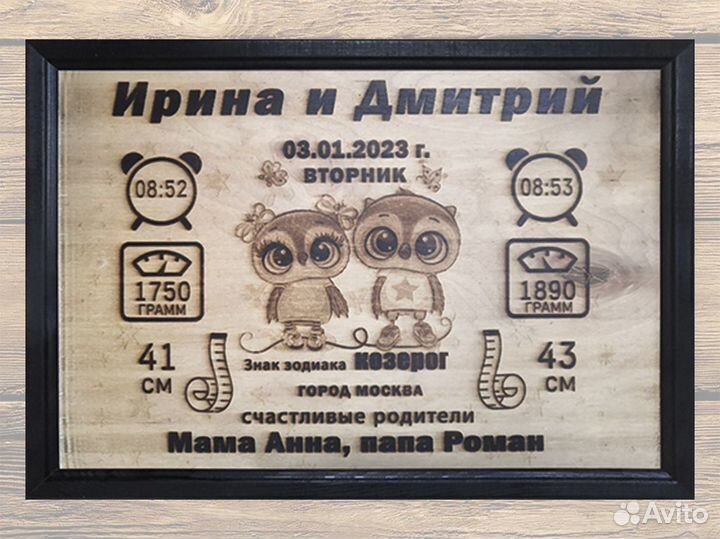 Ирина и Дмитрий
03.01.2023 г.
ВТОРНИК
08:52
08:53
1750
ГРАММ
1890
ГРАММ
41
СМ
43
СМ
Знак зодиака козерог
ГОРОД МОСКВА
счастливые родители
Мама Анна, папа Роман
Avito